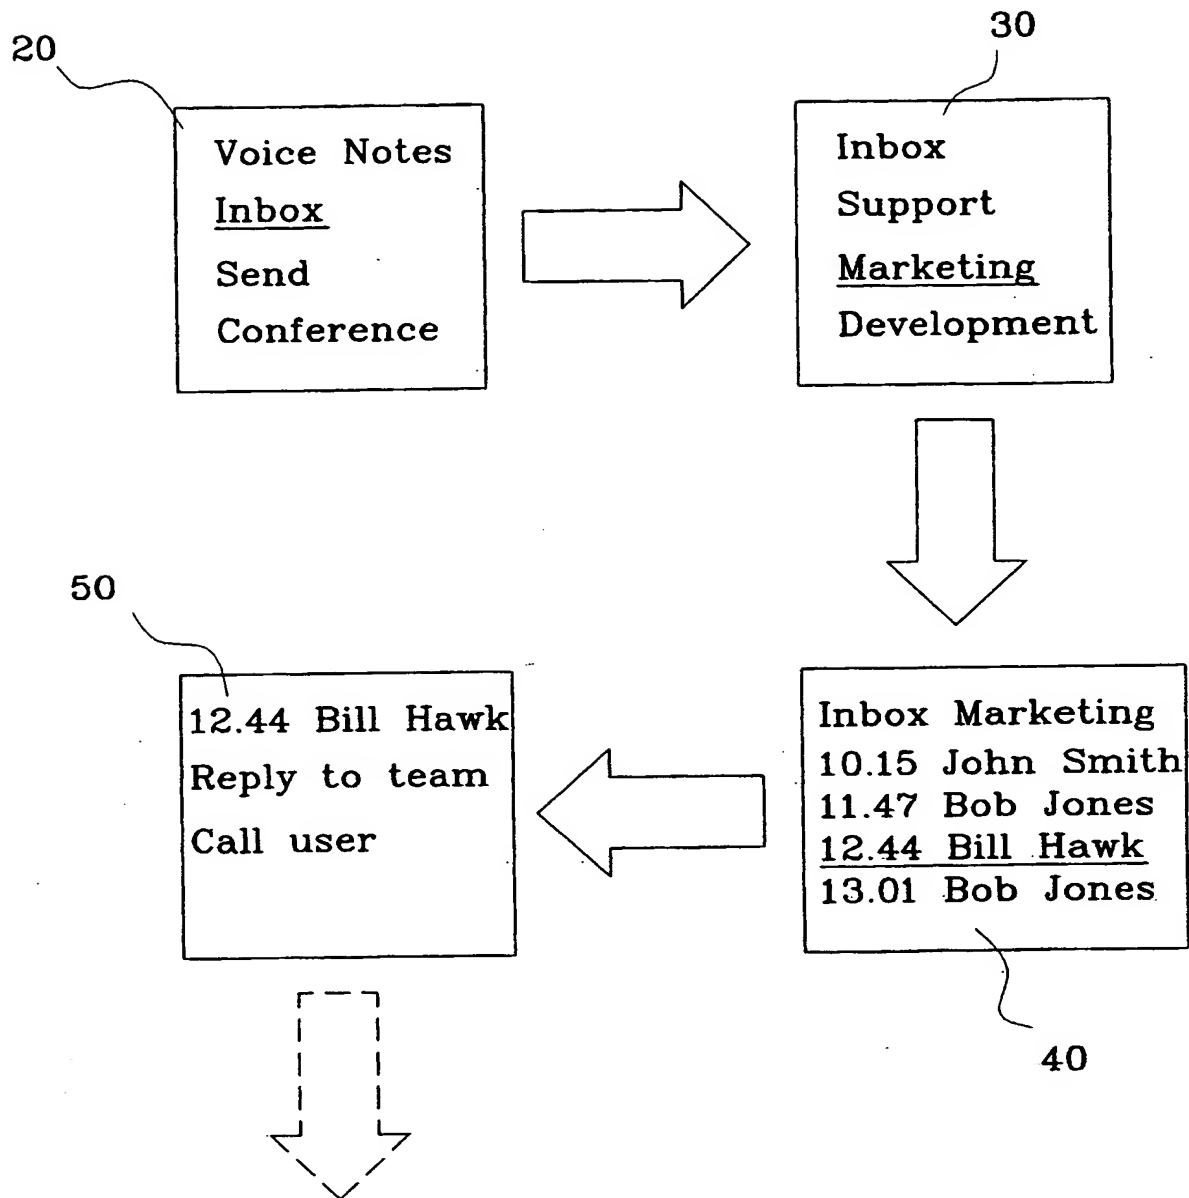 20
Voice Notes
Inbox
Send
Conference
30
Inbox
Support
Marketing
Development
50
12.44 Bill Hawk
Reply to team
Call user
Inbox Marketing
10.15 John Smith
11.47 Bob Jones
12.44 Bill Hawk
13.01 Bob Jones
40